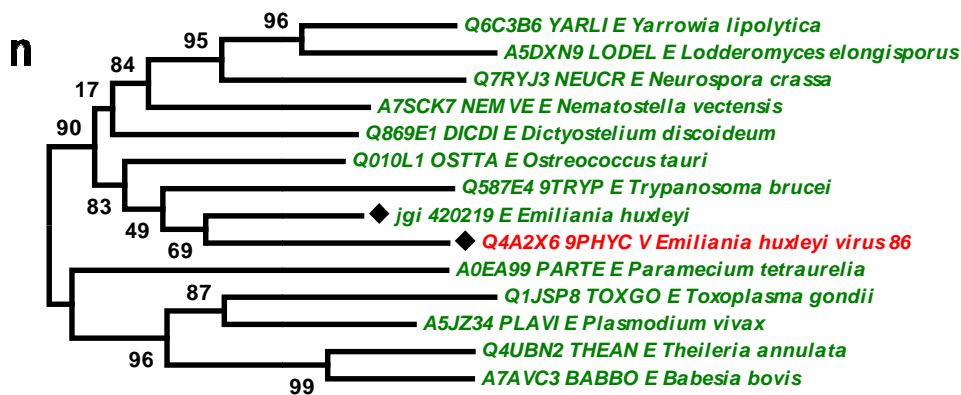 n
96
Q6C3B6 YARLI E Yarrowia lipolytica
95
A5DXN9 LODEL E Lodderomyces elongisporus
84
Q7RYJ3 NEUCR E Neurospora crassa
17
A7SCK7 NEM VE E Nematostella vectensis
90
Q869E1 DICDI E Dictyostelium discoideum
Q010L1 OSTTA E Ostreococcus tauri
83
Q587E4 9TRYP E Trypanosoma brucei
49
jgi 420219 E Emiliania huxleyi
69
Q4A2X6 9PHYC V Emiliania huxleyi virus 86
A0EA99 PARTE E Paramecium tetraurelia
87
Q1JSP8 TOXGO E Toxoplasma gondii
A5JZ34 PLAVI E Plasmodium vivax
96
Q4UBN2 THEAN E Theileria annulata
99
A7AVC3 BABBO E Babesia bovis